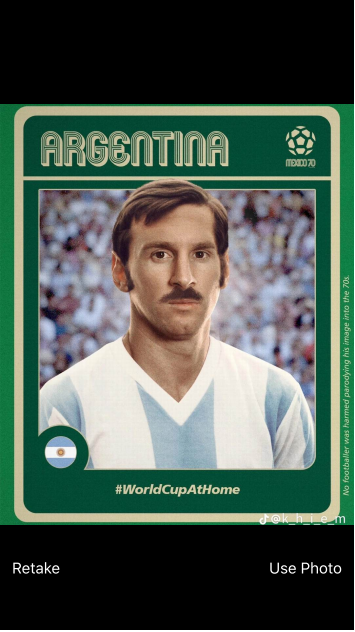 ARGENTINA
MEXICO 70
No footballer was harmed parodying his image into the 70s.
#WorldCupAtHome
@k_h_i_e_m
Retake
Use Photo